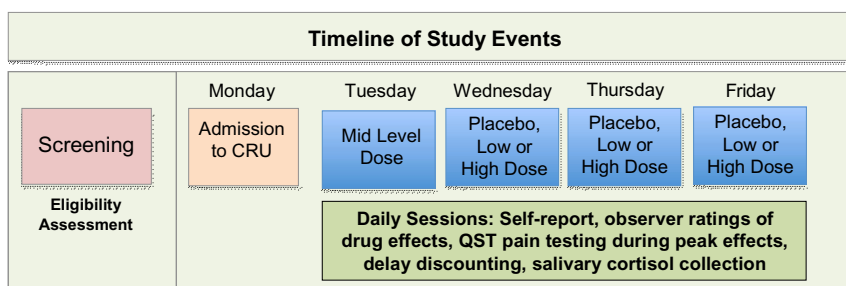 Timeline of Study Events
Monday
Tuesday
Wednesday
Thursday
Friday
Screening
Admission
to CRU
Mid Level
Dose
Placebo,
Low or
High Dose
Placebo,
Low or
High Dose
Placebo,
Low or
High Dose
Eligibility
Assessment
Daily Sessions: Self-report, observer ratings of
drug effects, QST pain testing during peak effects,
delay discounting, salivary cortisol collection